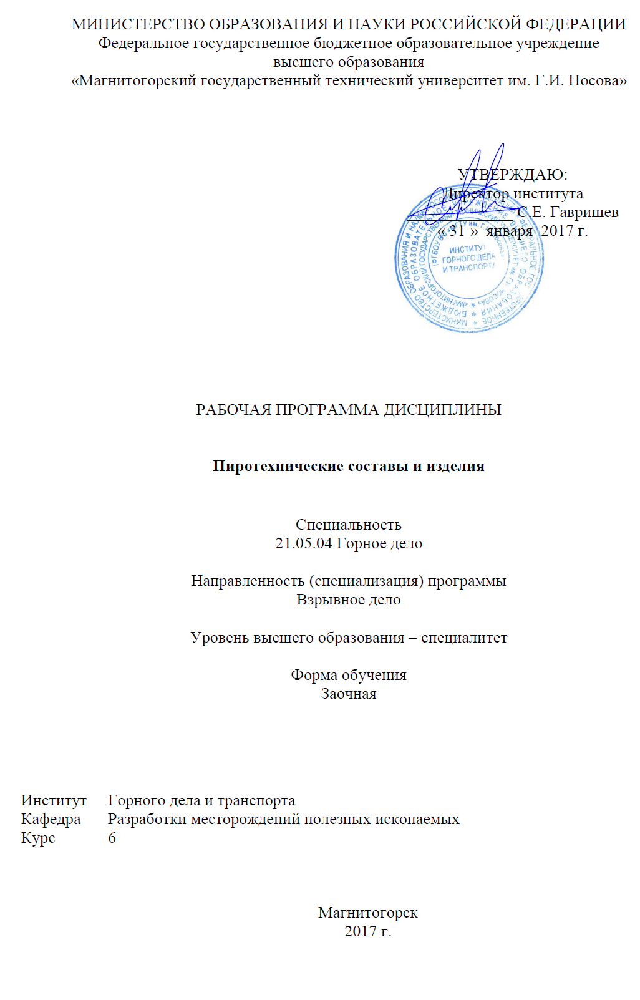 МИНИСТЕРСТВО ОБРАЗОВАНИЯ И НАУКИ РОССИЙСКОЙ ФЕДЕРАЦИИ
Федеральное государственное бюджетное образовательное учреждение
высшего образования
«Магнитогорский государственный технический университет им. Г.И. Носова»
УТВЕРЖДАЮ:
Директор института
С.Е. Гавришев
« 31 » января 2017 г.
ИНСТИТУТ
ГОРНОГО ДЕЛА
И ТРАНСПОРТА
РАБОЧАЯ ПРОГРАММА ДИСЦИПЛИНЫ
Пиротехнические составы и изделия
Специальность
21.05.04 Горное дело
Направленность (специализация) программы
Взрывное дело
Уровень высшего образования – специалитет
Форма обучения
Заочная
Институт Горного дела и транспорта
Кафедра Разработки месторождений полезных ископаемых
Курс 6
Магнитогорск
2017 г.